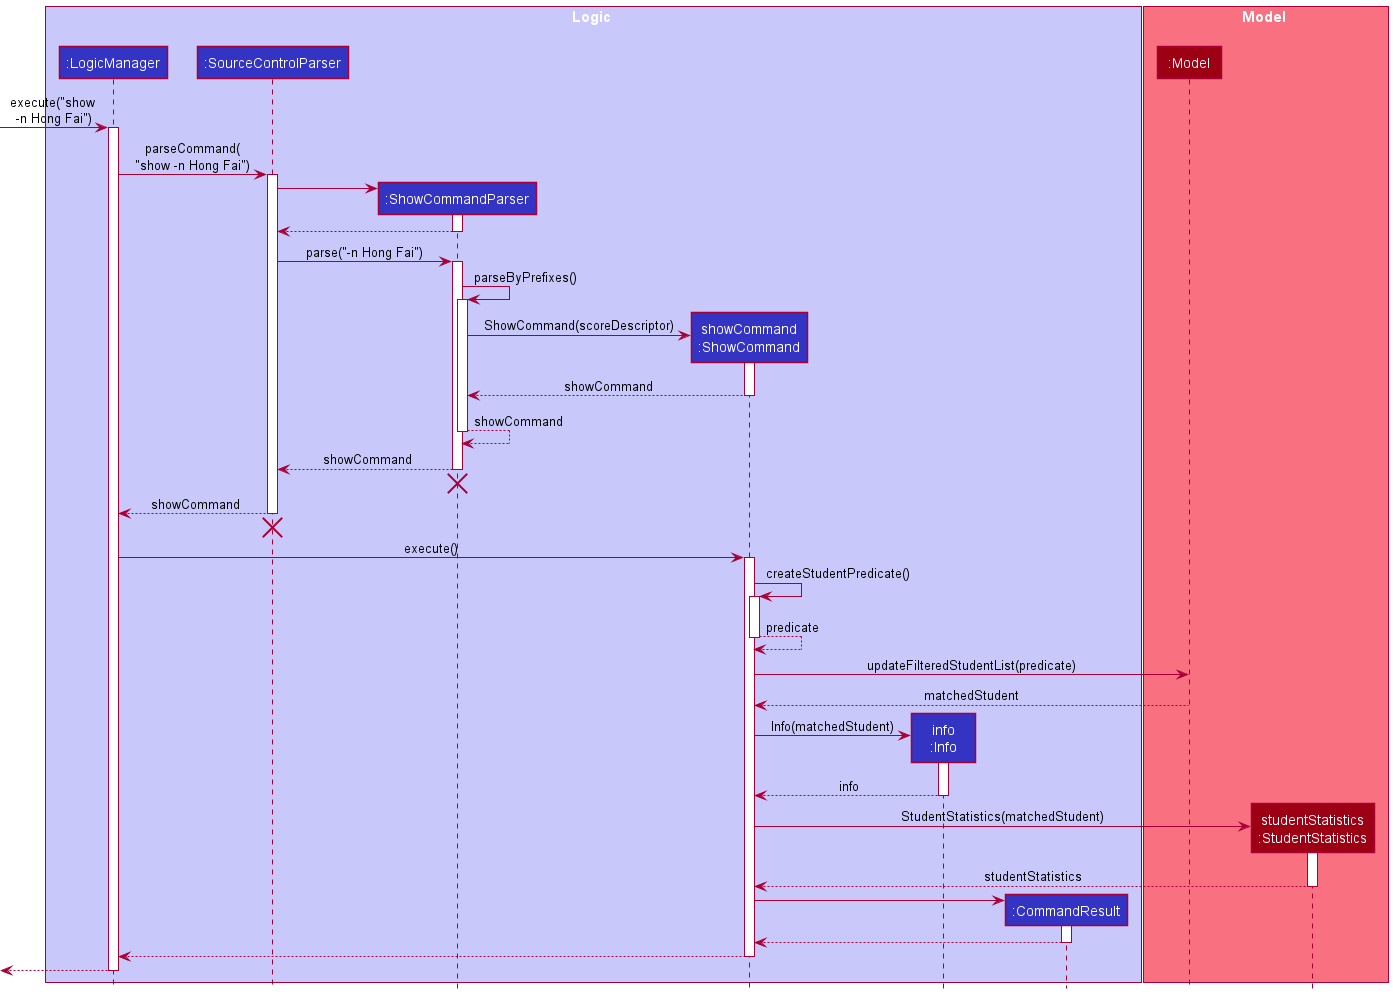 Logic
Model
:LogicManager
:SourceControlParser
:Model
execute("show
-n Hong Fai")
parseCommand(
"show -n Hong Fai")
:ShowCommandParser
parse("-n Hong Fai")
parseByPrefixes()
ShowCommand(scoreDescriptor)
showCommand
:ShowCommand
showCommand
showCommand
showCommand
showCommand
execute()
createStudentPredicate()
predicate
updateFilteredStudentList(predicate)
matchedStudent
Info(matchedStudent)
info
:Info
info
StudentStatistics(matchedStudent)
studentStatistics
:StudentStatistics
studentStatistics
:CommandResult